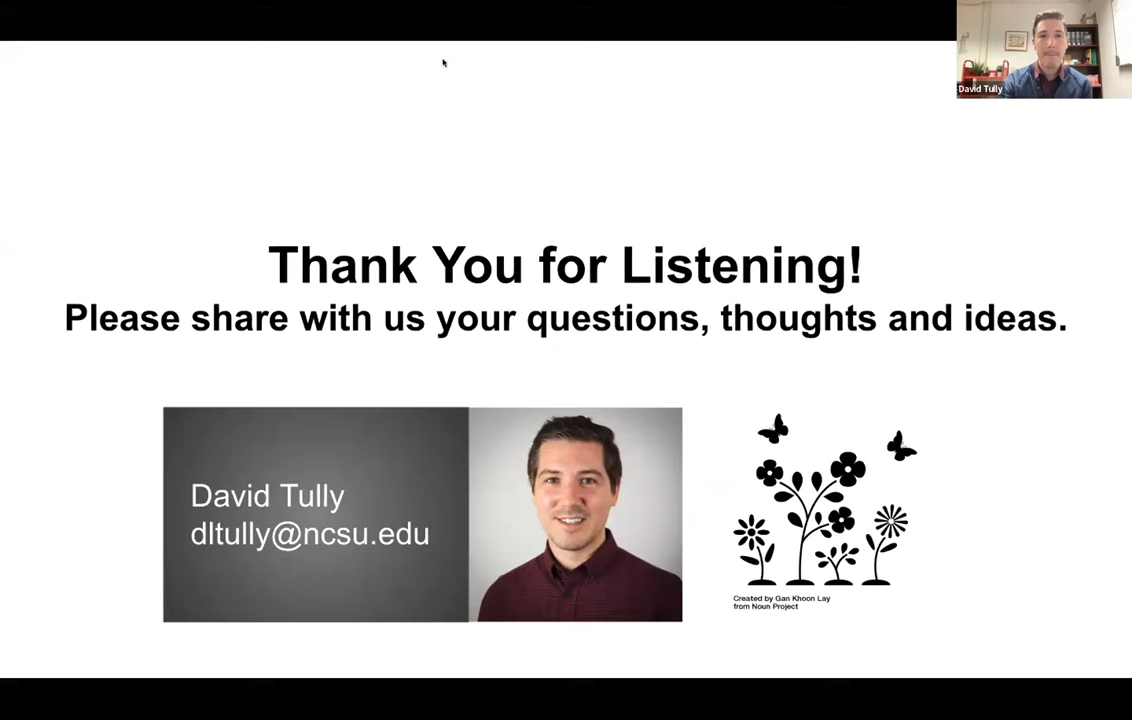 David Tully
Thank You for Listening!
Please share with us your questions, thoughts and ideas.
David Tully
dltully@ncsu.edu
Created by Gan Khoon Lay
from Noun Project